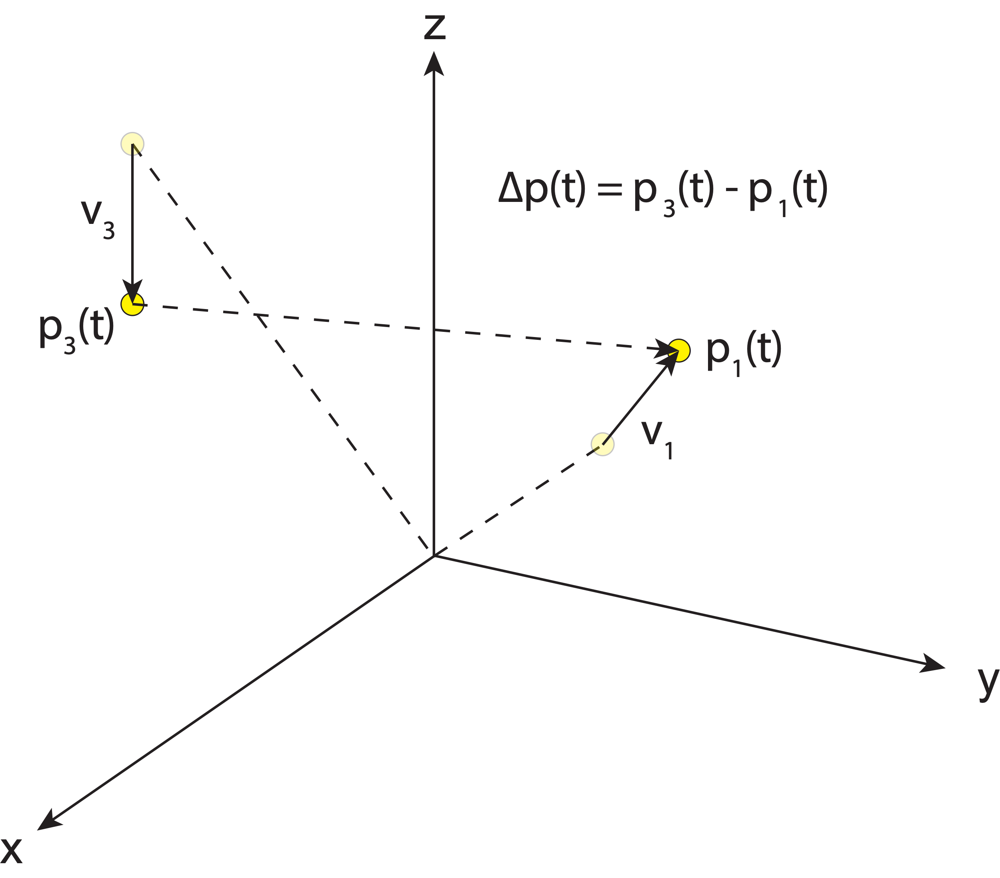 z
Δp(t) = p₃(t) - p₁(t)
v₃
p₃(t)
p₁(t)
v₁
y
x